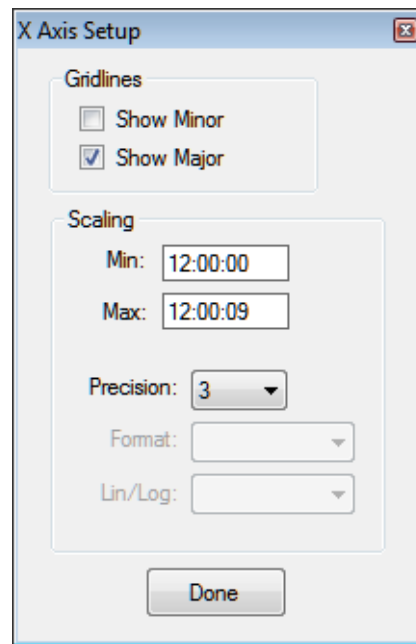 X Axis Setup
Gridlines
Show Minor
Show Major
Scaling
Min: 12:00:00
Max: 12:00:09
Precision: 3
Format:
Lin/Log:
Done